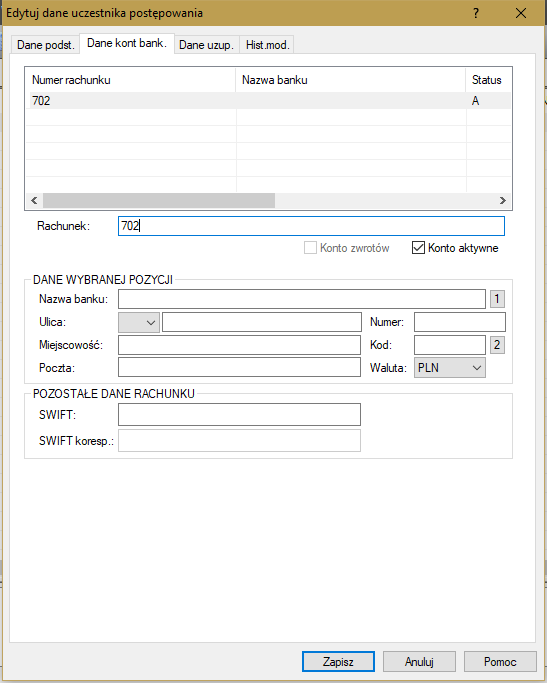 Edytuj dane uczestnika postępowania ?
Dane podst. Dane kont bank. Dane uzup. Hist.mod.
Numer rachunku Nazwa banku Status
702 A
Rachunek: 702
Konto zwrotów Konto aktywne
DANE WYBRANEJ POZYCJI
Nazwa banku: 1
Ulica: Numer:
Miejscowość: Kod: 2
Poczta: Waluta: PLN
POZOSTAŁE DANE RACHUNKU
SWIFT:
SWIFT koresp.:
Zapisz Anuluj Pomoc